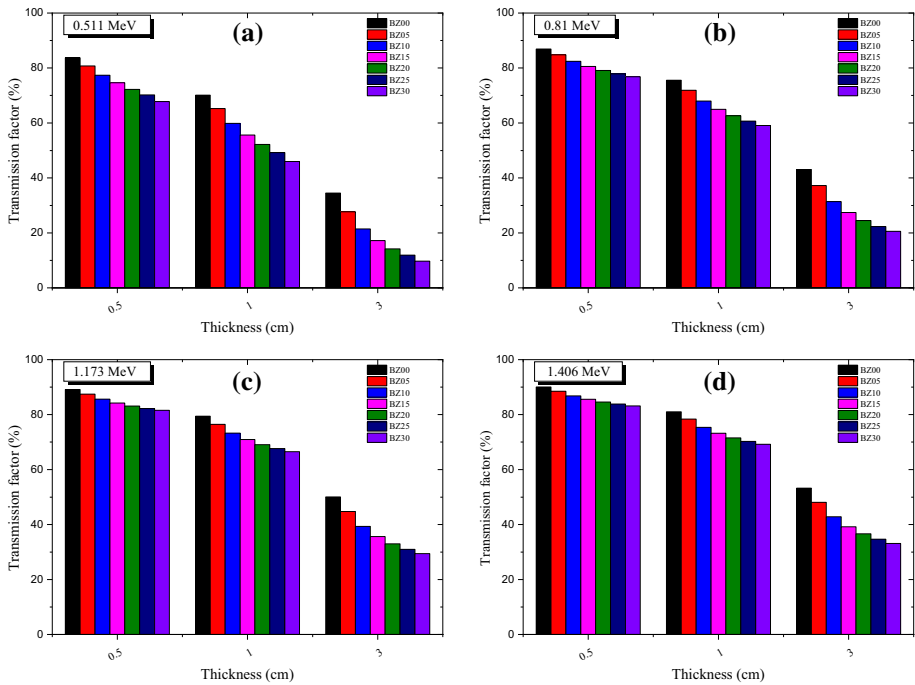 0.511 MeV
(a)
BZ00
BZ05
BZ10
BZ15
BZ20
BZ25
BZ30
100
80
60
40
20
0
Transmission factor (%)
0.5
1
3
Thickness (cm)
0.81 MeV
(b)
BZ00
BZ05
BZ10
BZ15
BZ20
BZ25
BZ30
100
80
60
40
20
0
Transmission factor (%)
0.5
1
3
Thickness (cm)
1.173 MeV
(c)
BZ00
BZ05
BZ10
BZ15
BZ20
BZ25
BZ30
100
80
60
40
20
0
Transmission factor (%)
0.5
1
3
Thickness (cm)
1.406 MeV
(d)
BZ00
BZ05
BZ10
BZ15
BZ20
BZ25
BZ30
100
80
60
40
20
0
Transmission factor (%)
0.5
1
3
Thickness (cm)